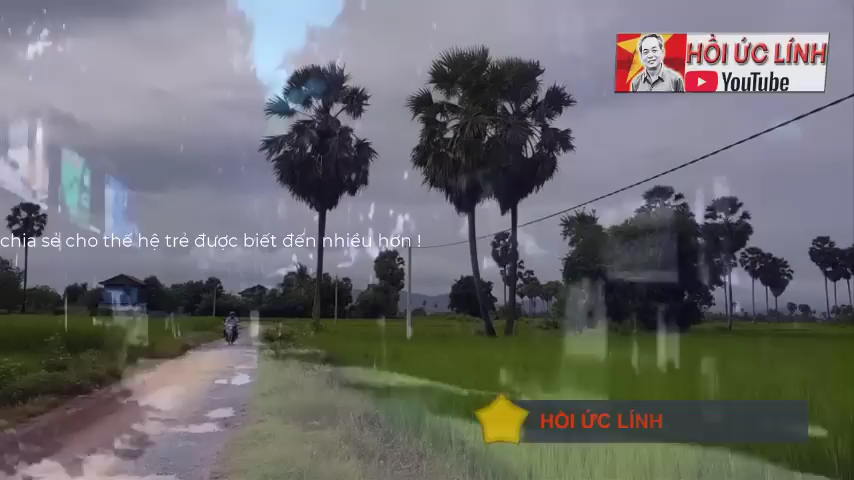 HỒI ỨC LÍNH
YouTube
chia sẻ cho thế hệ trẻ được biết đến nhiều hơn !
HỒI ỨC LÍNH